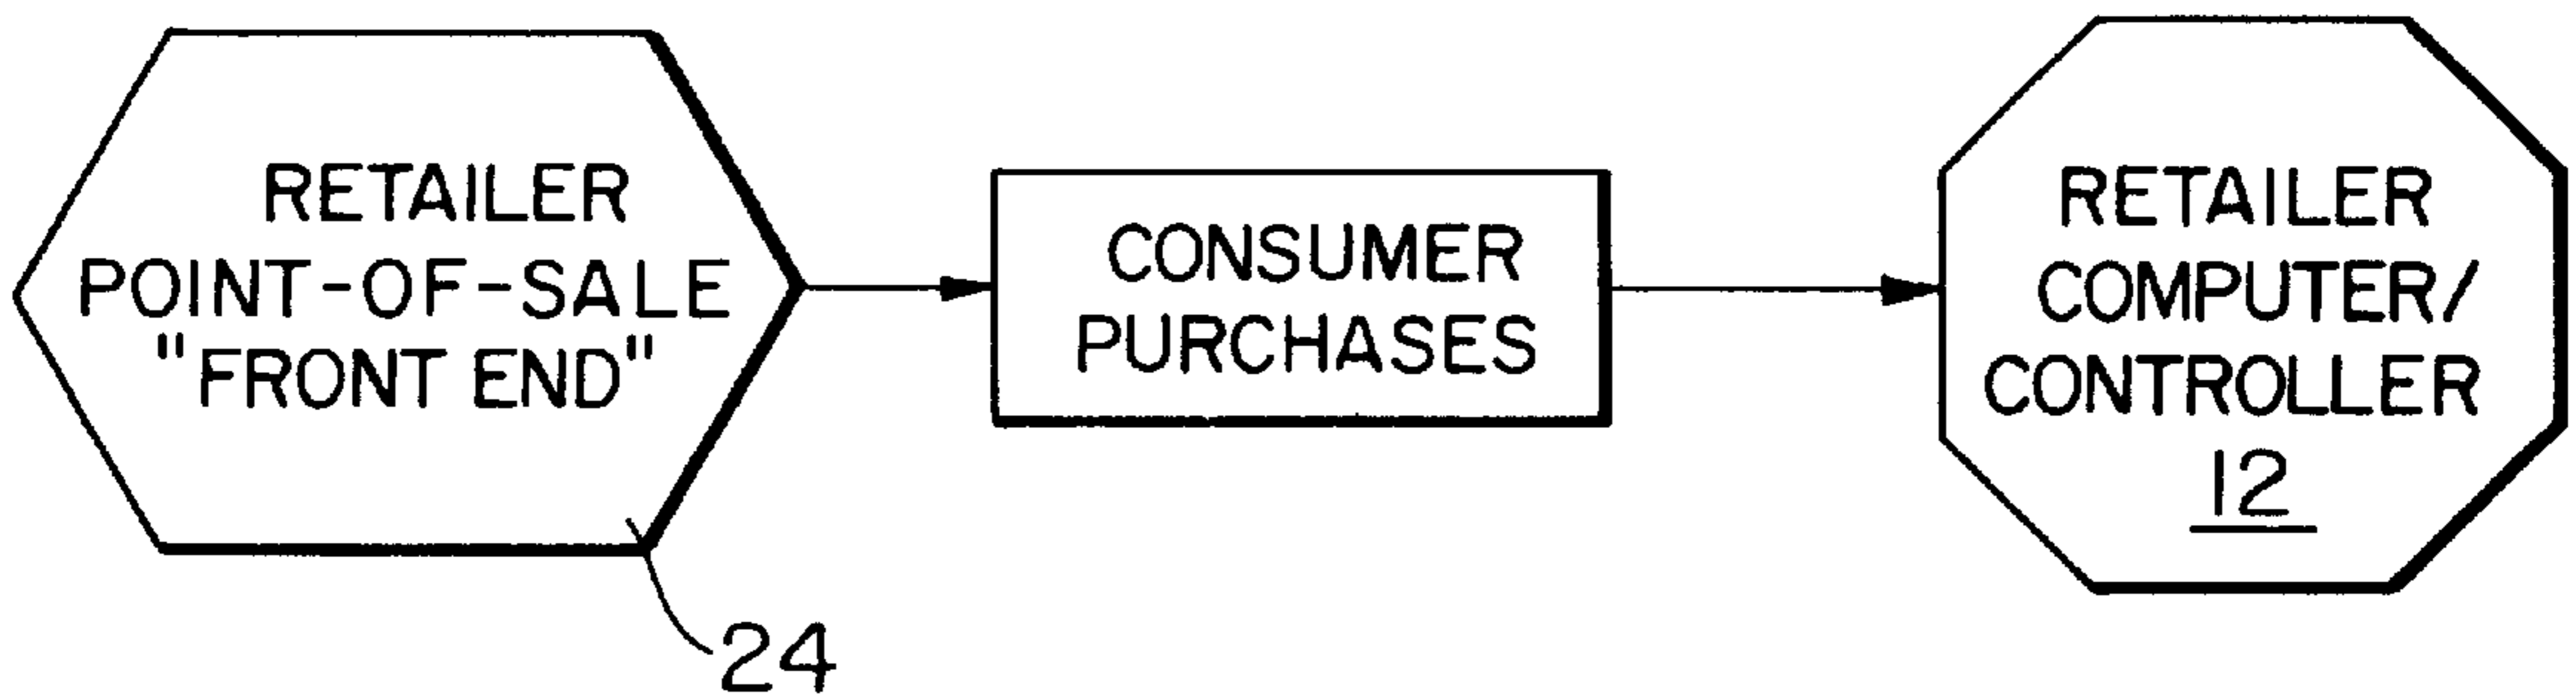 RETAILER
POINT-OF-SALE
"FRONT END"
24
CONSUMER
PURCHASES
RETAILER
COMPUTER/
CONTROLLER
12